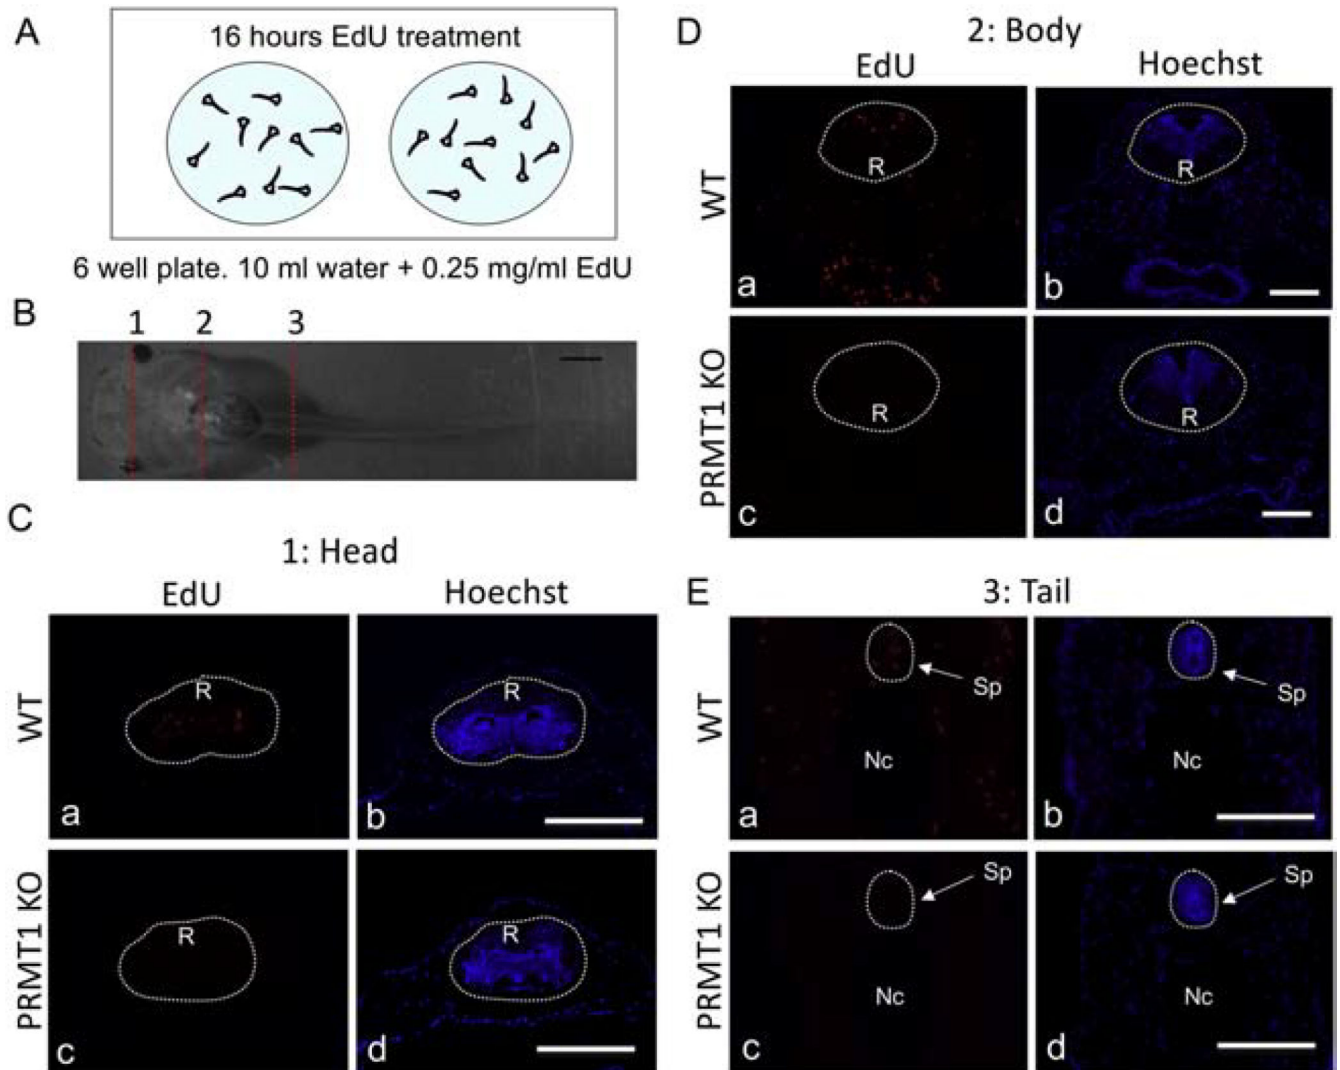 A
16 hours EdU treatment
6 well plate. 10 ml water + 0.25 mg/ml EdU
B
1 2 3
C
1: Head
EdU Hoechst
WT
R R
a b
PRMT1 KO
R R
c d
D
2: Body
EdU Hoechst
WT
R R
a b
PRMT1 KO
R R
c d
E
3: Tail
WT
Sp Sp
Nc Nc
a b
PRMT1 KO
Sp Sp
Nc Nc
c d